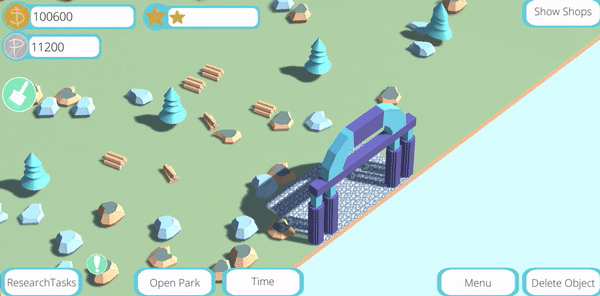 100600
Show Shops
11200
ResearchTasks
Open Park
Time
Menu
Delete Object